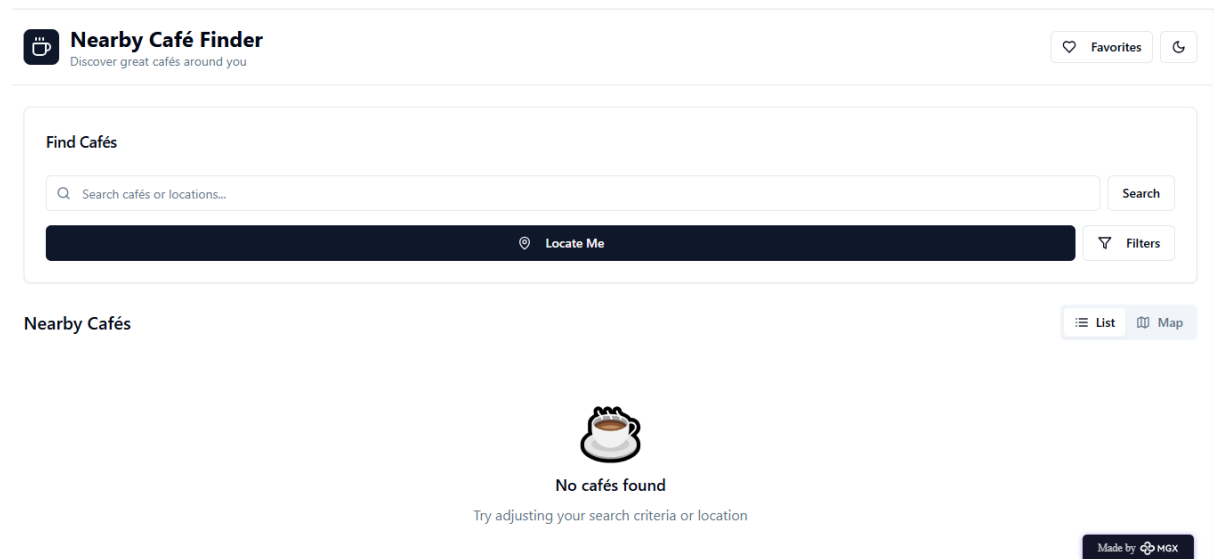 Nearby Café Finder
Discover great cafés around you
Favorites
Find Cafés
Search cafés or locations...
Search
Locate Me
Filters
Nearby Cafés
List
Map
No cafés found
Try adjusting your search criteria or location
Made by MGX